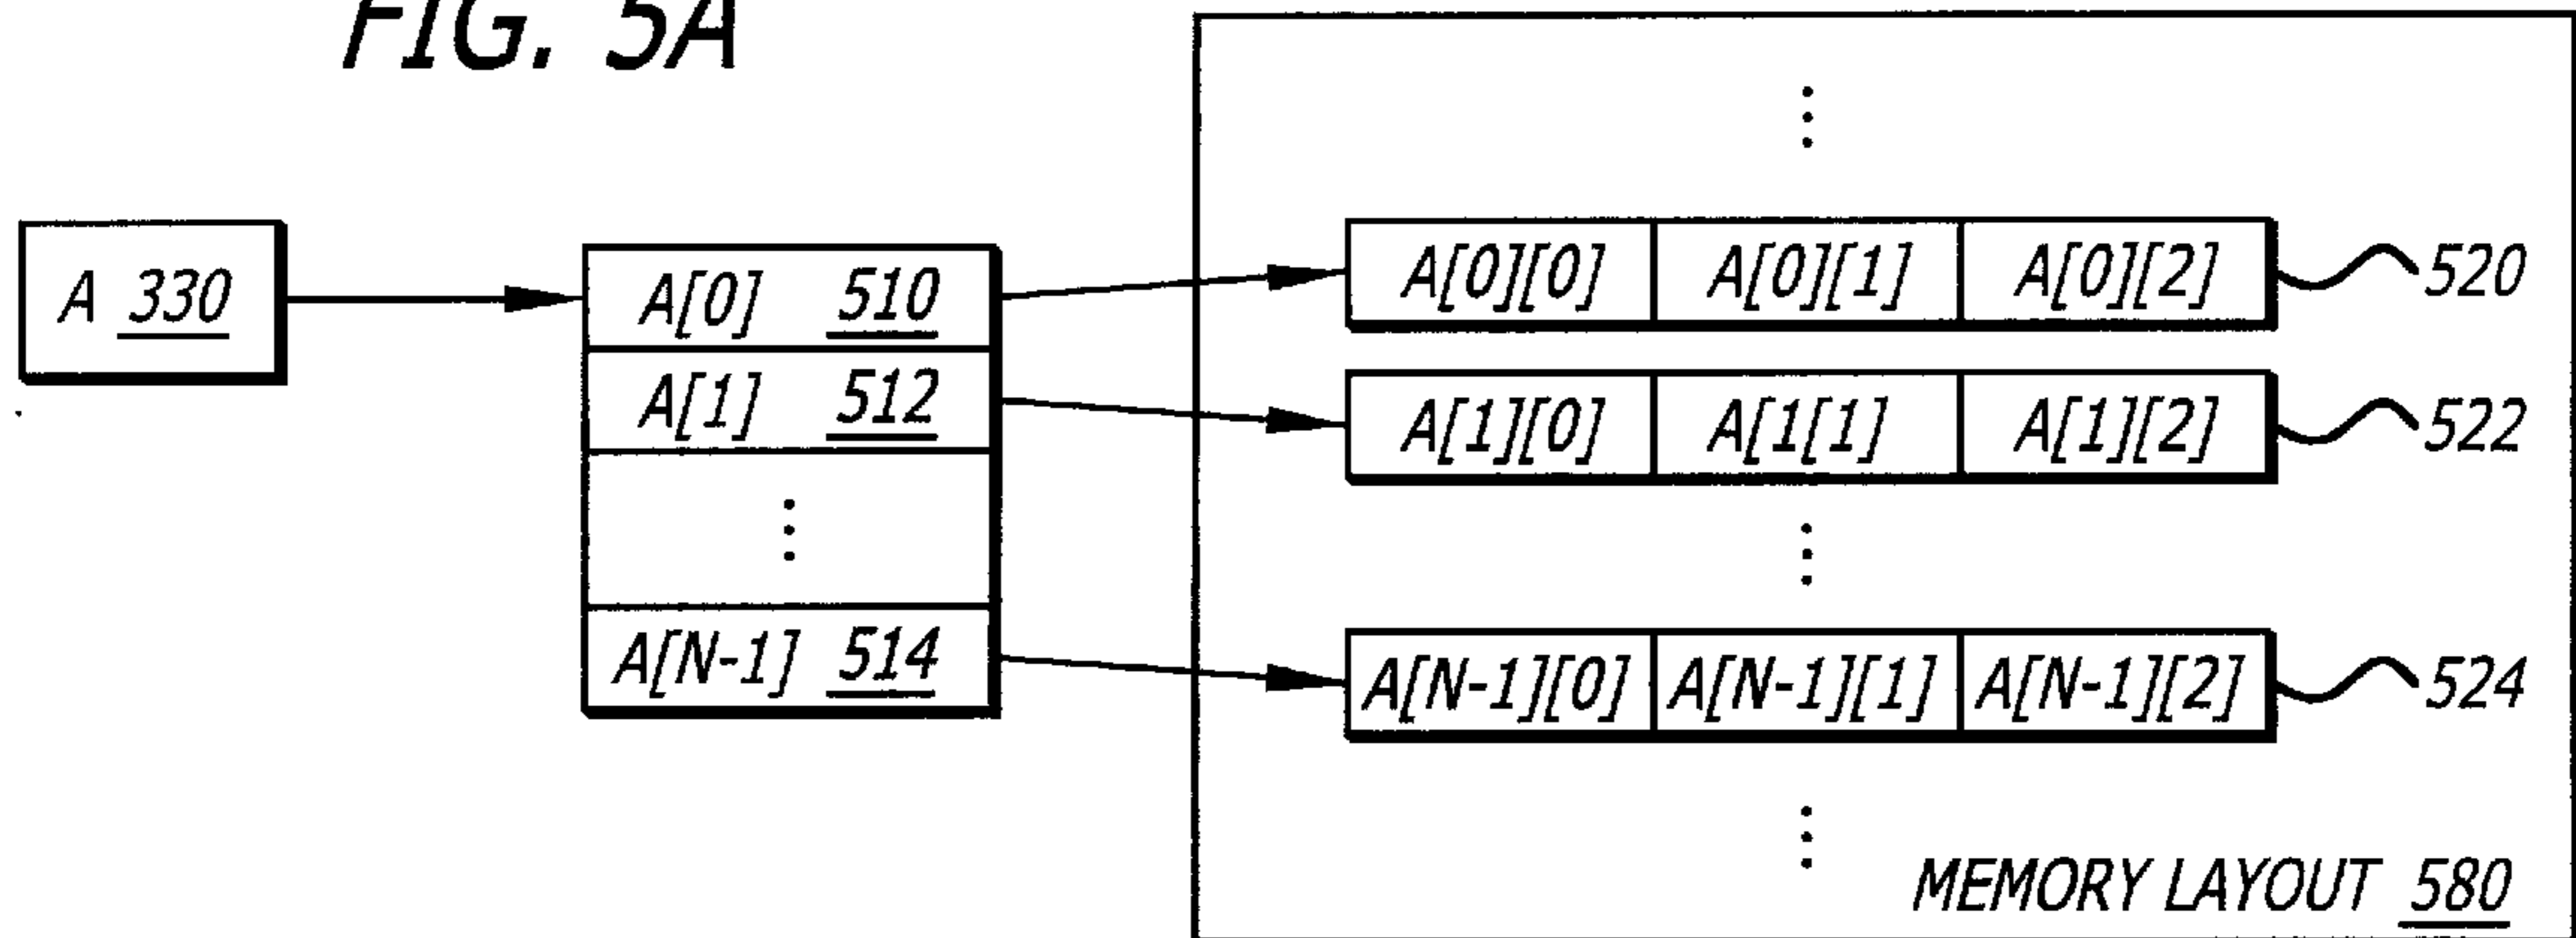 FIG. 5A
A 330
A[0] 510
A[1] 512
A[N-1] 514
A[0][0] A[0][1] A[0][2] 520
A[1][0] A[1[1] A[1][2] 522
A[N-1][0] A[N-1][1] A[N-1][2] 524
MEMORY LAYOUT 580